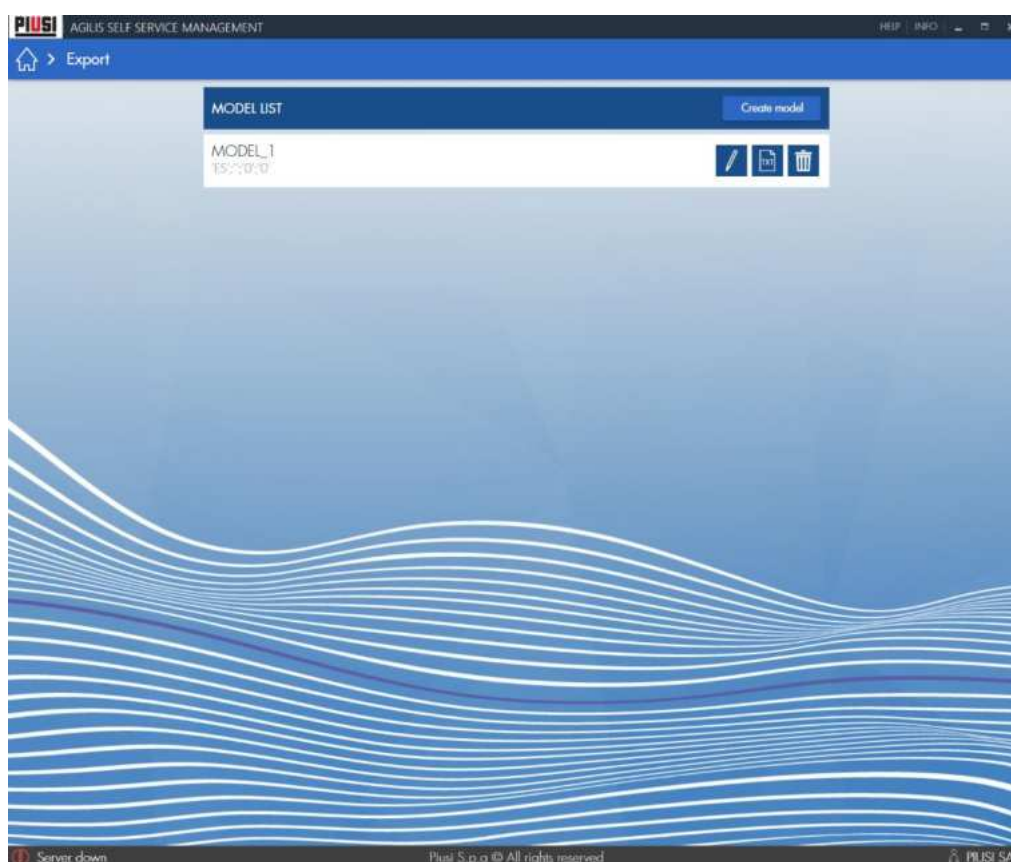 PIUSI AGILIS SELF SERVICE MANAGEMENT HELP INFO
> Export
MODEL LIST Create model
MODEL_1
TXT
Server down Piusi S.p.a © All rights reserved PIUSI SA